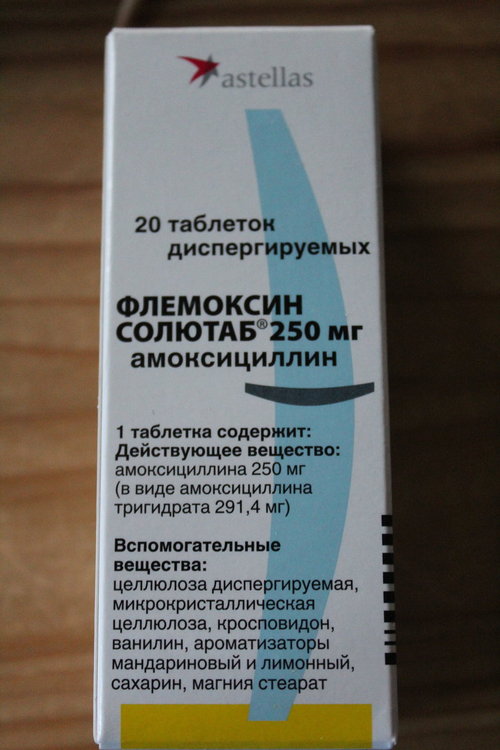 astellas
20 таблеток
диспергируемых
ФЛЕМОКСИН
СОЛЮТАБ® 250 мг
амоксициллин
1 таблетка содержит:
Действующее вещество:
амоксициллина 250 мг
(в виде амоксициллина
тригидрата 291,4 мг)
Вспомогательные
вещества:
целлюлоза диспергируемая,
микрокристаллическая
целлюлоза, кросповидон,
ванилин, ароматизаторы
мандариновый и лимонный,
сахарин, магния стеарат